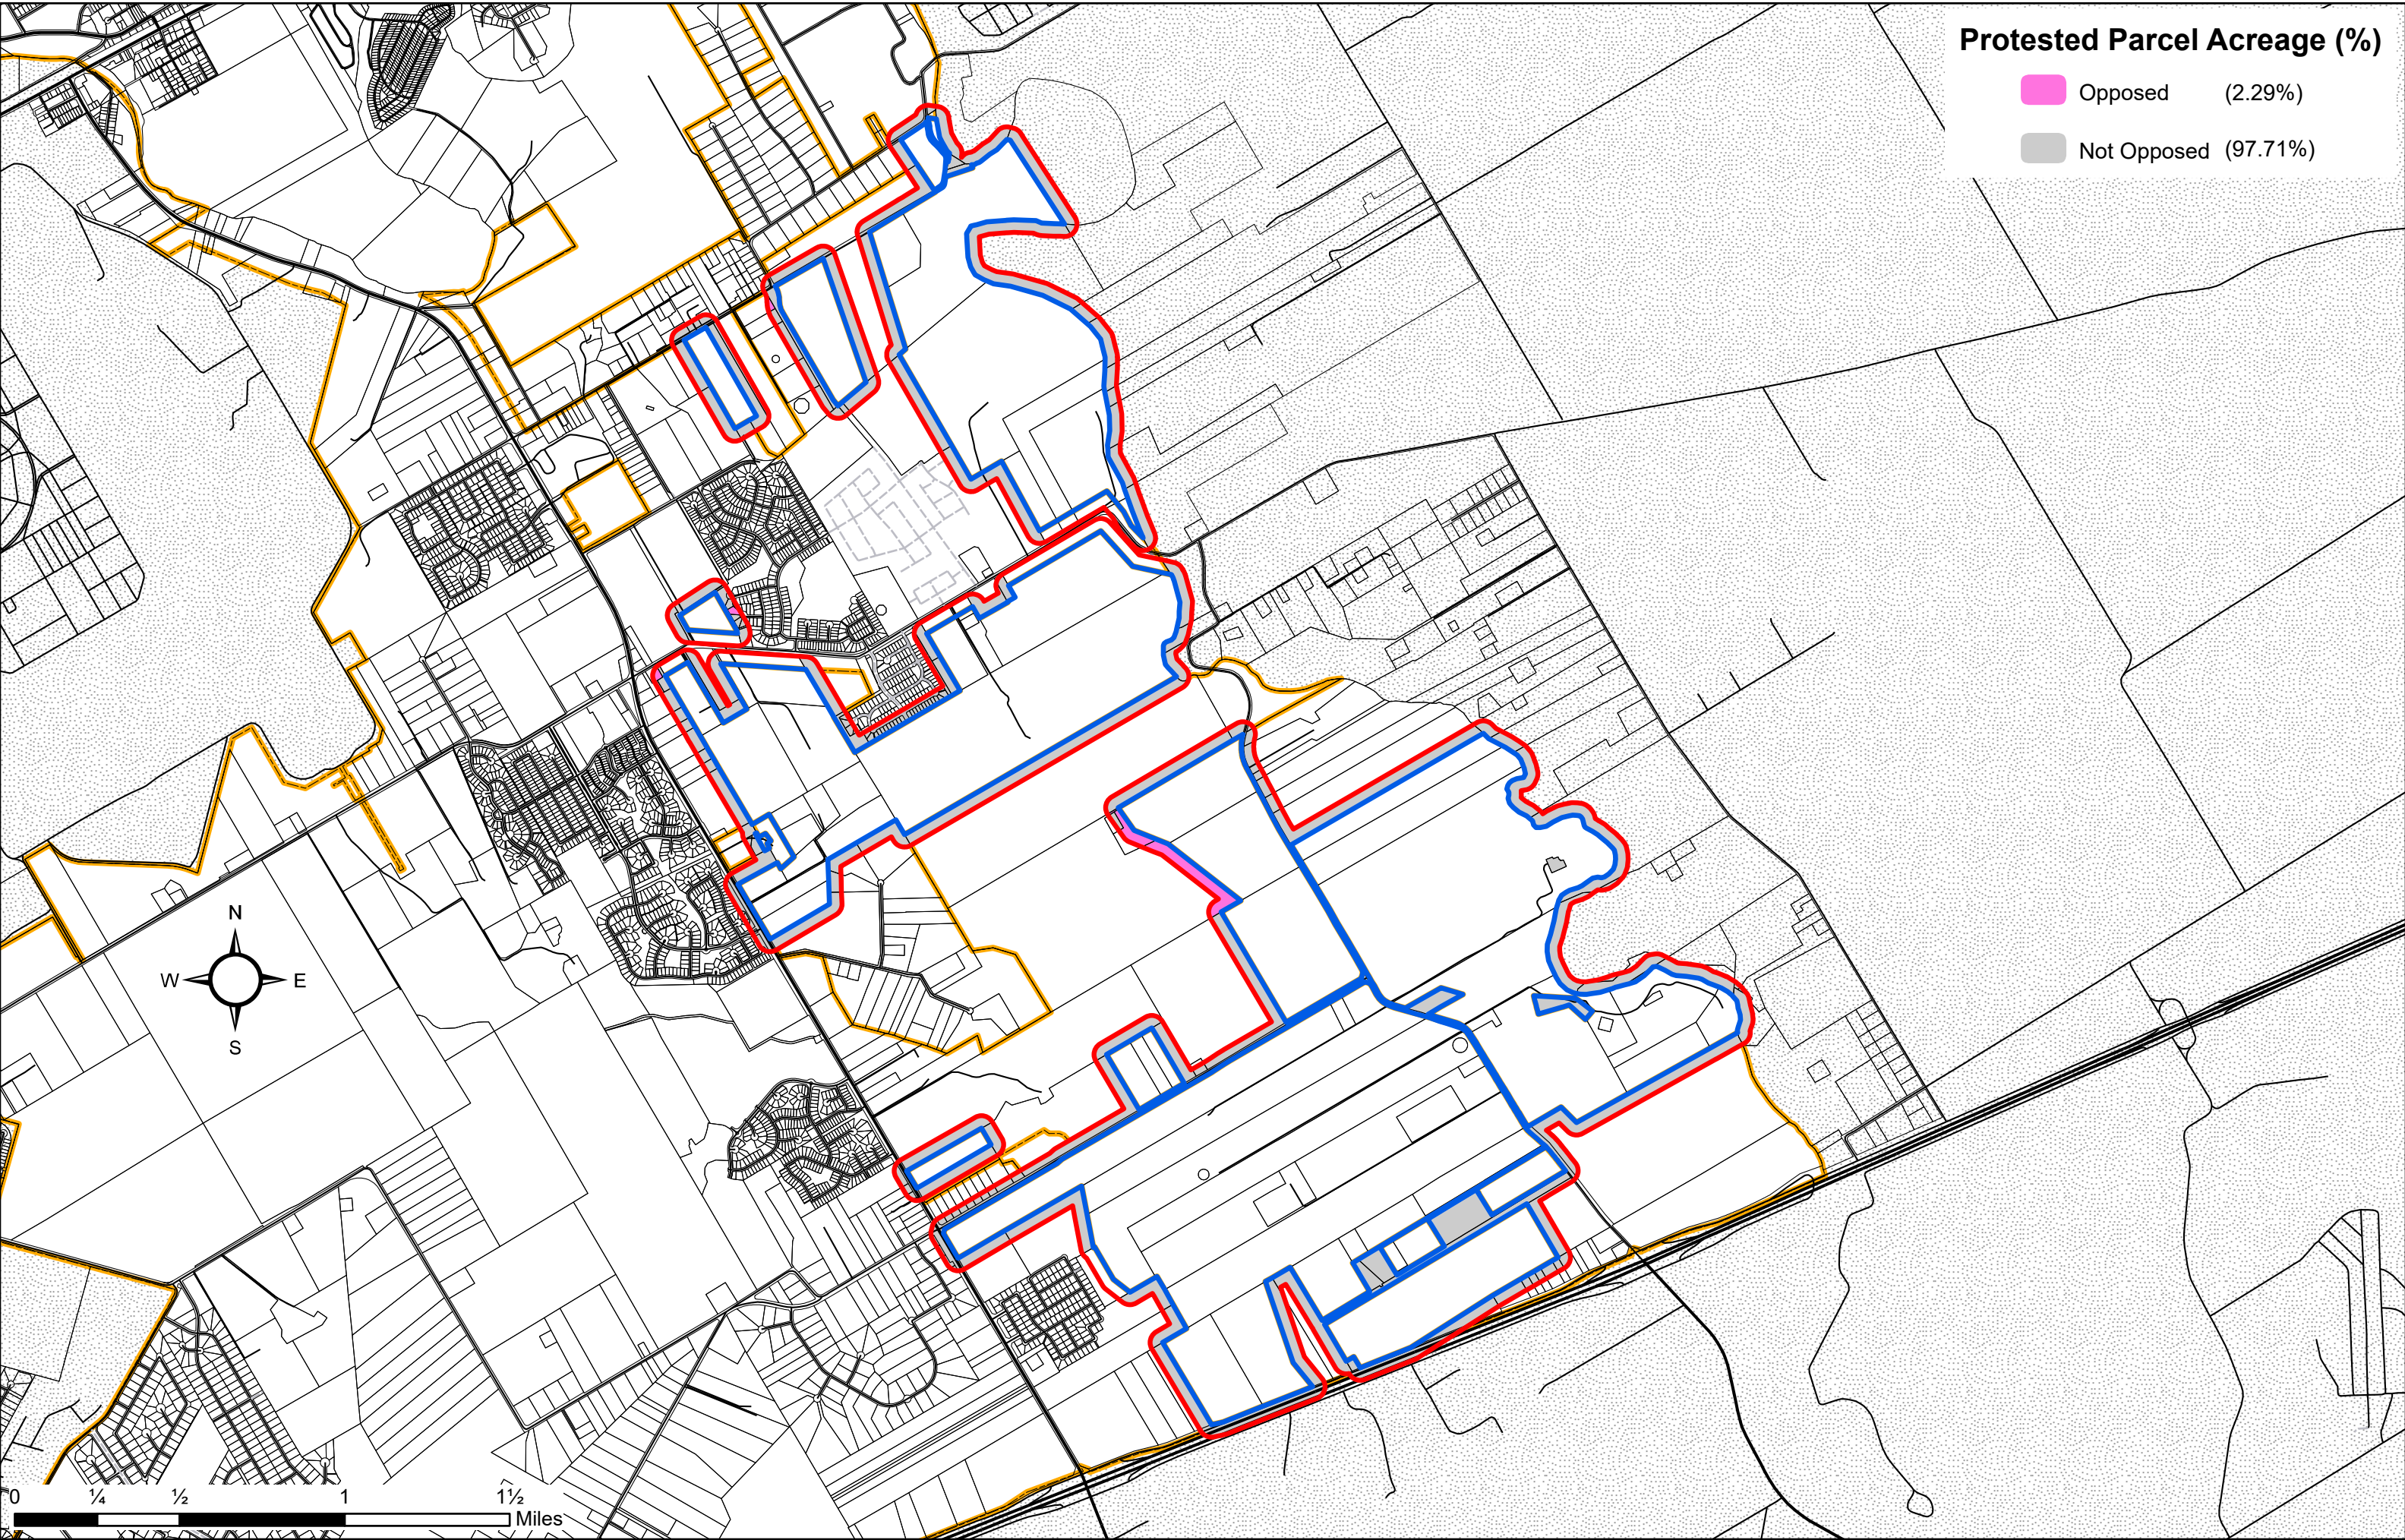 Protested Parcel Acreage (%)
Opposed (2.29%)
Not Opposed (97.71%)
N
W E
S
0 ¼ ½ 1 1½
Miles